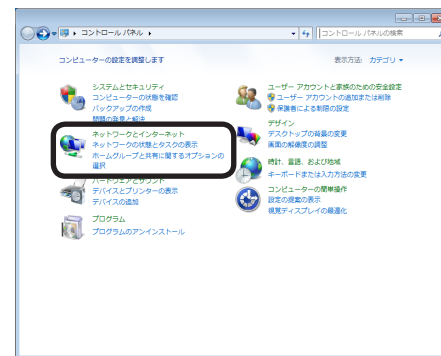 コントロール パネル
コントロール パネルの検索
コンピューターの設定を調整します
表示方法: カテゴリ
システムとセキュリティ
コンピューターの状態を確認
バックアップの作成
問題の発見と解決
ネットワークとインターネット
ネットワークの状態とタスクの表示
ホームグループと共有に関するオプションの
選択
ハードウェアとサウンド
デバイスとプリンターの表示
デバイスの追加
プログラム
プログラムのアンインストール
ユーザー アカウントと家族のための安全設定
ユーザー アカウントの追加または削除
保護者による制限の設定
デザイン
デスクトップの背景の変更
画面の解像度の調整
時計、言語、および地域
キーボードまたは入力方法の変更
コンピューターの簡単操作
設定の提案の表示
視覚ディスプレイの最適化